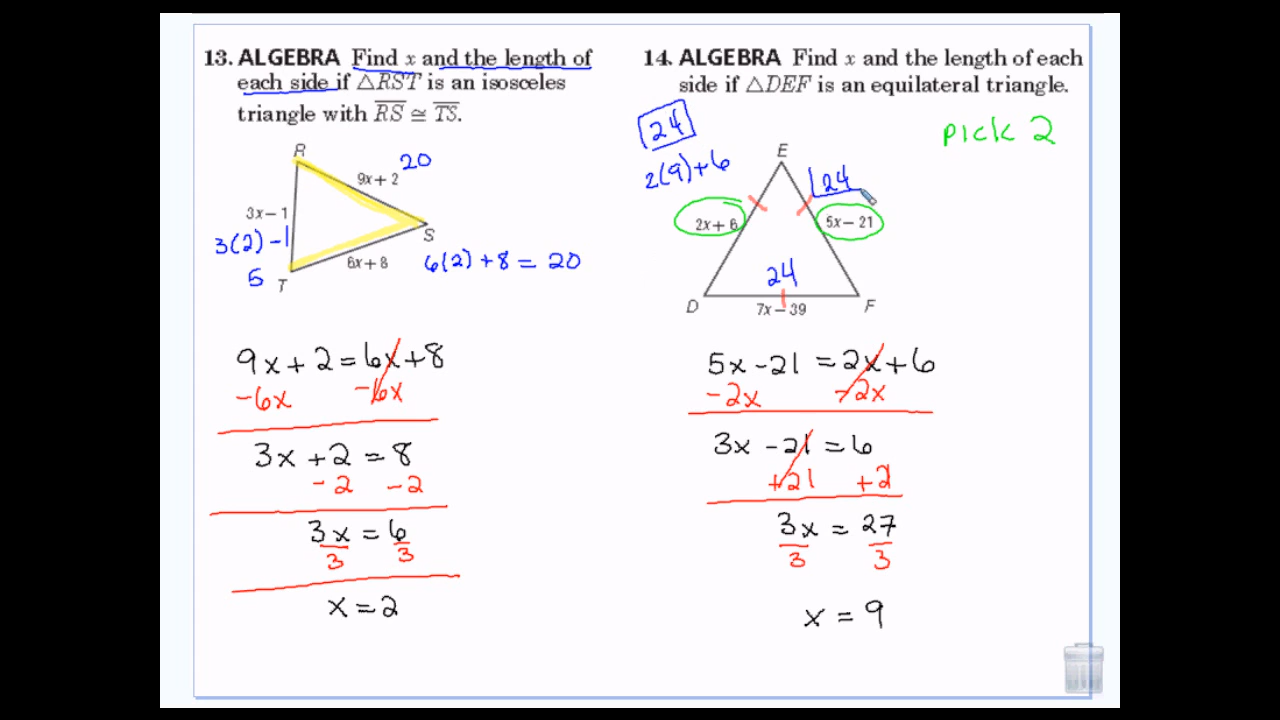 13. ALGEBRA Find x and the length of
each side if △RST is an isosceles
triangle with R̅S̅ ≅ T̅S̅.
R
20
9x + 2
3x – 1
3(2) -1
S
6x + 8
6(2) + 8 = 20
5
T
9x + 2 = 6x + 8
-6x -6x
3x + 2 = 8
-2 -2
3x = 6
3 3
x = 2
14. ALGEBRA Find x and the length of each
side if △DEF is an equilateral triangle.
24
Pick 2
2(9) + 6
E
24
2x + 6
5x – 21
24
D
7x – 39
F
5x - 21 = 2x + 6
-2x -2x
3x - 21 = 6
+21 +2
3x = 27
3 3
x = 9